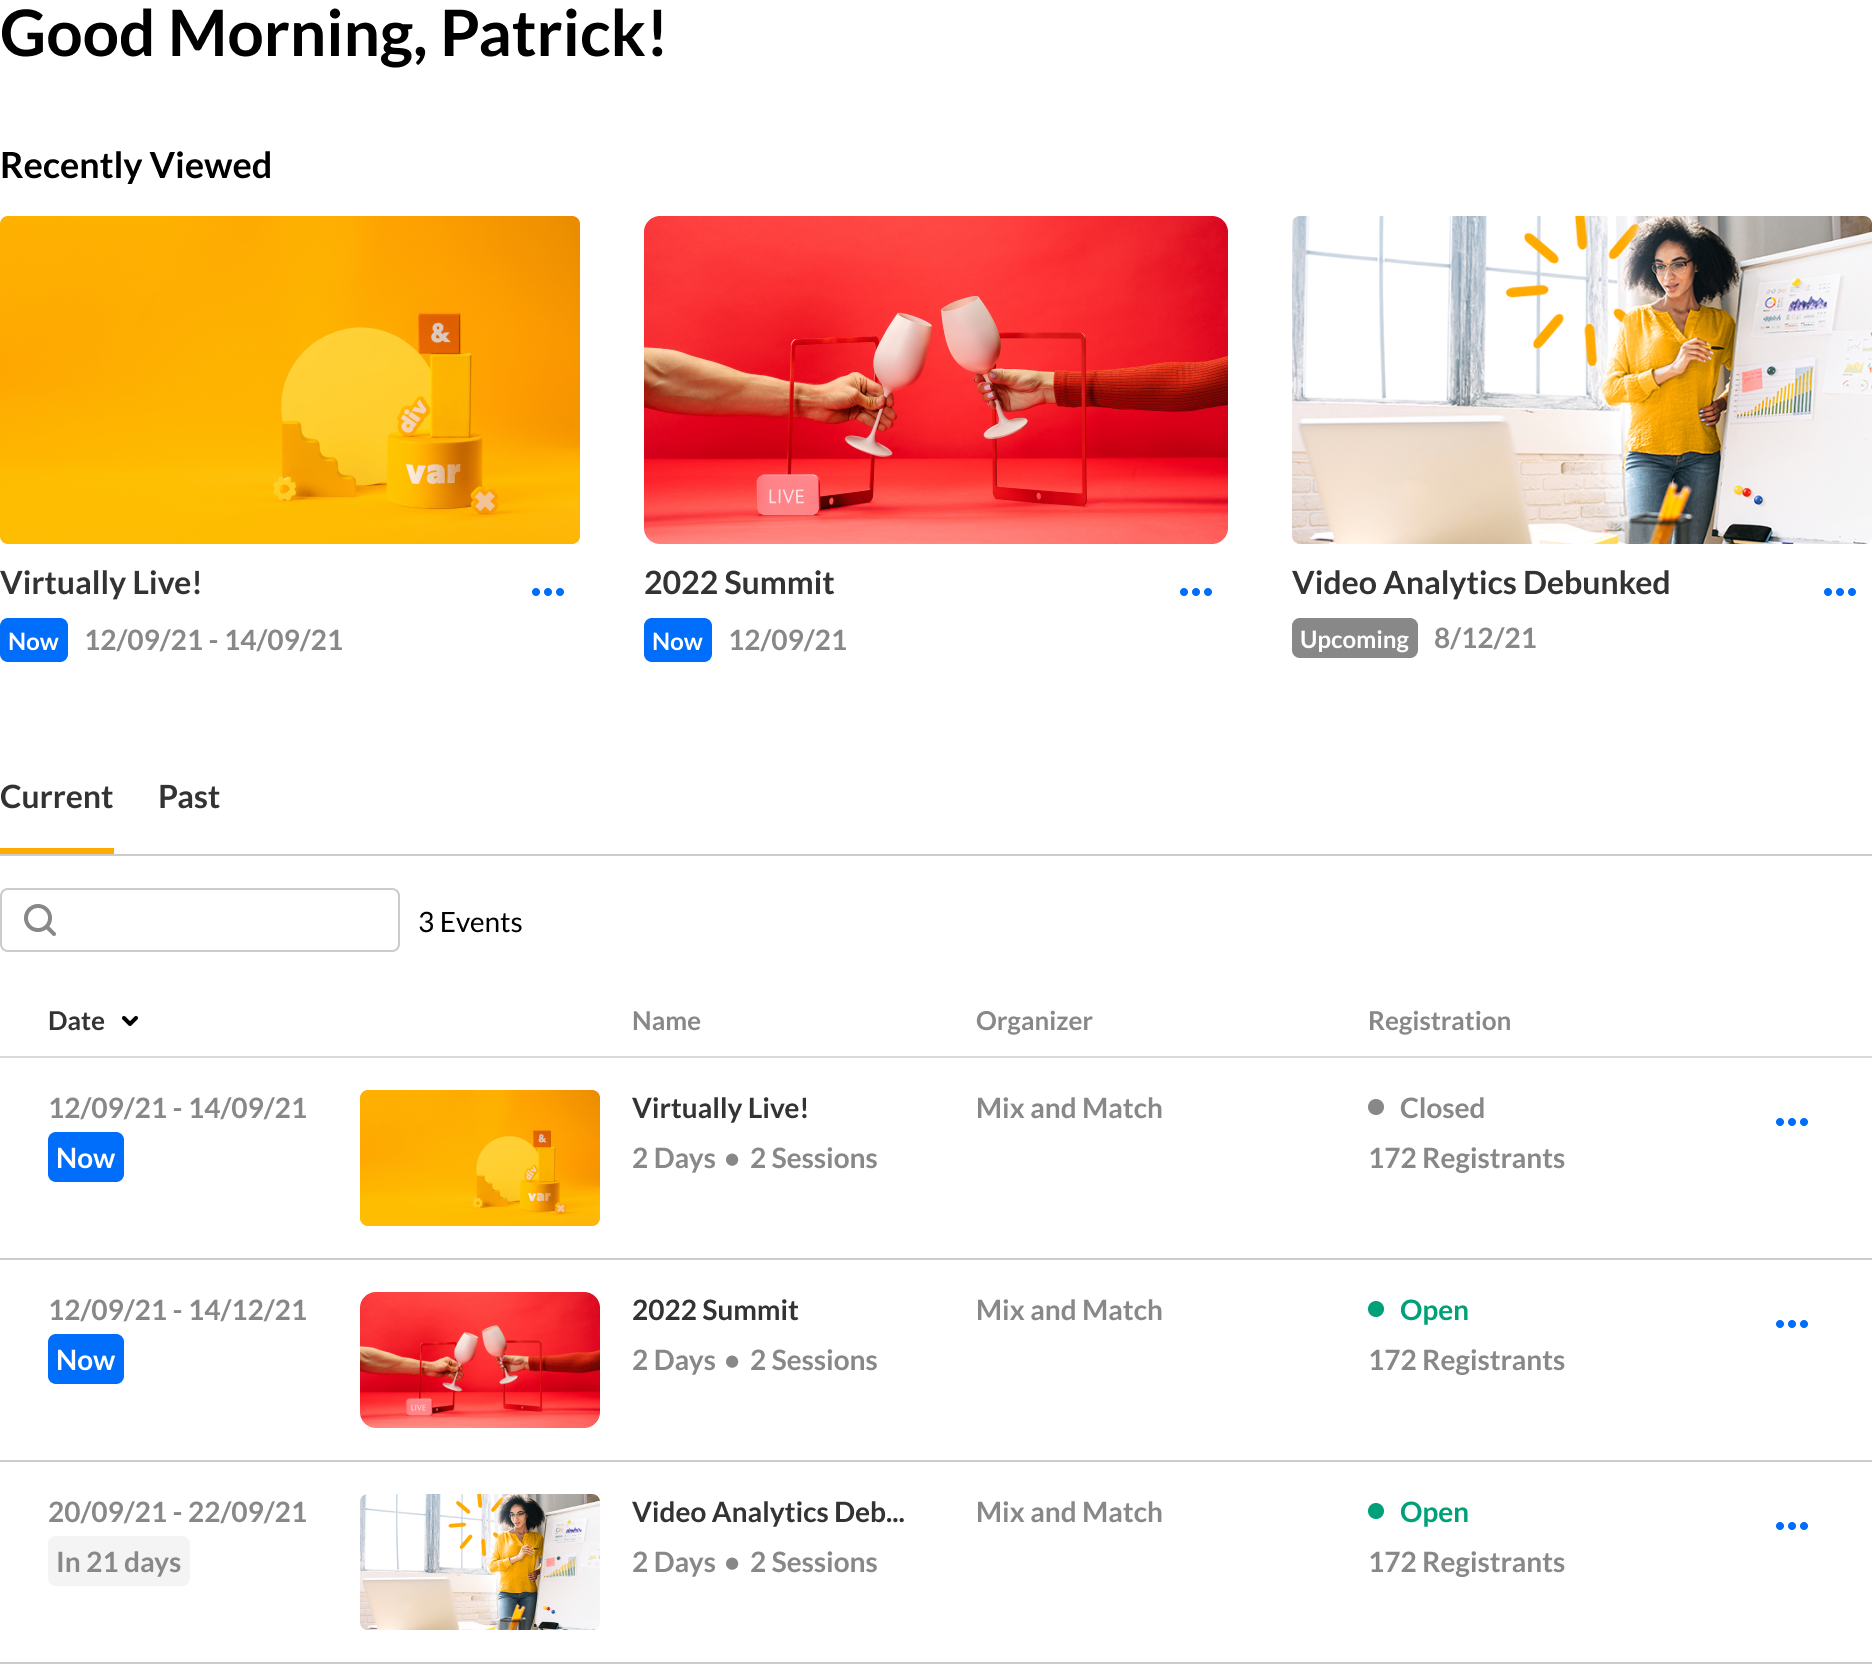 Good Morning, Patrick!
Recently Viewed
&
div
var
LIVE
Virtually Live!
2022 Summit
Video Analytics Debunked
Now 12/09/21 - 14/09/21
Now 12/09/21
Upcoming 8/12/21
Current Past
3 Events
Date Name Organizer Registration
12/09/21 - 14/09/21 Virtually Live! Mix and Match Closed
Now 2 Days • 2 Sessions 172 Registrants
&
div
var
12/09/21 - 14/12/21 2022 Summit Mix and Match Open
Now 2 Days • 2 Sessions 172 Registrants
LIVE
20/09/21 - 22/09/21 Video Analytics Deb... Mix and Match Open
In 21 days 2 Days • 2 Sessions 172 Registrants